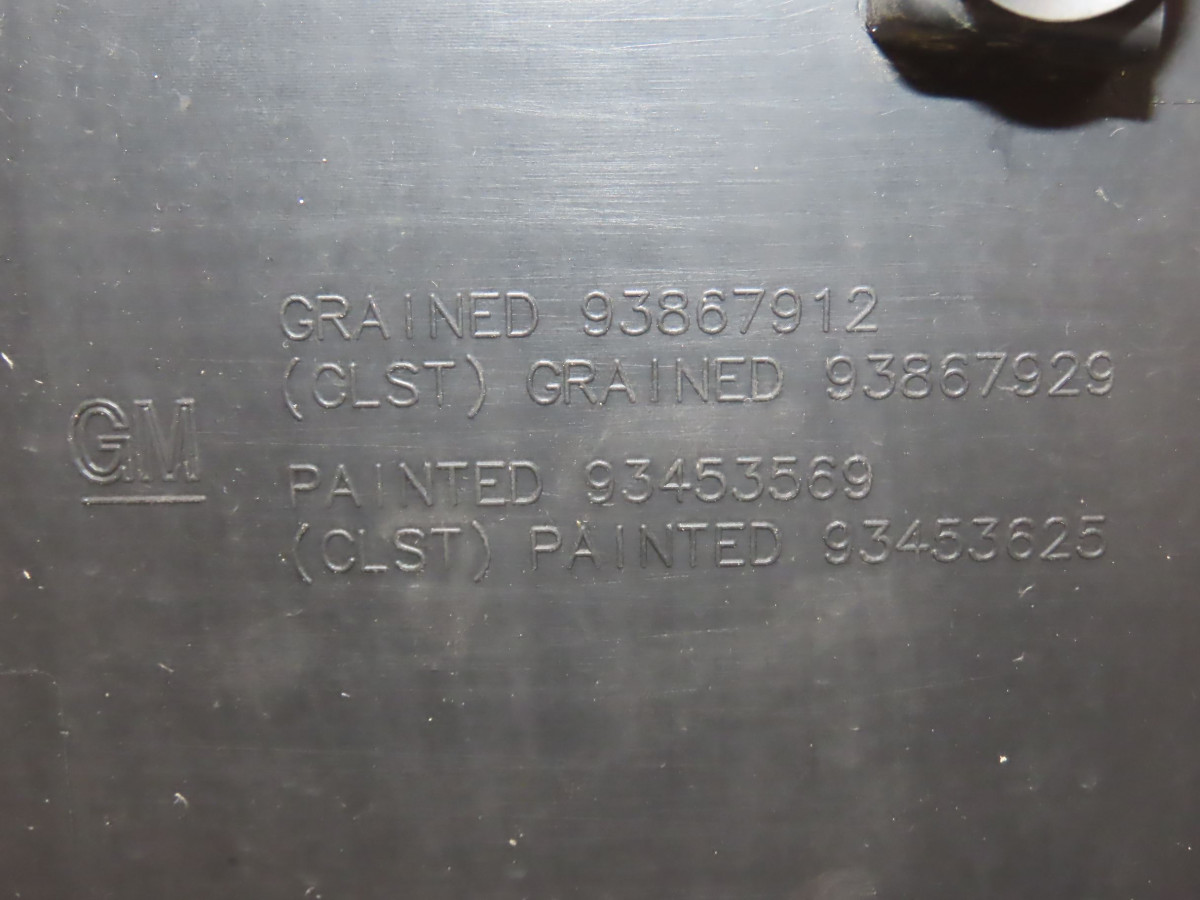 GRAINED 93867912
(CLST) GRAINED 93867929
GM
PAINTED 93453569
(CLST) PAINTED 93453625